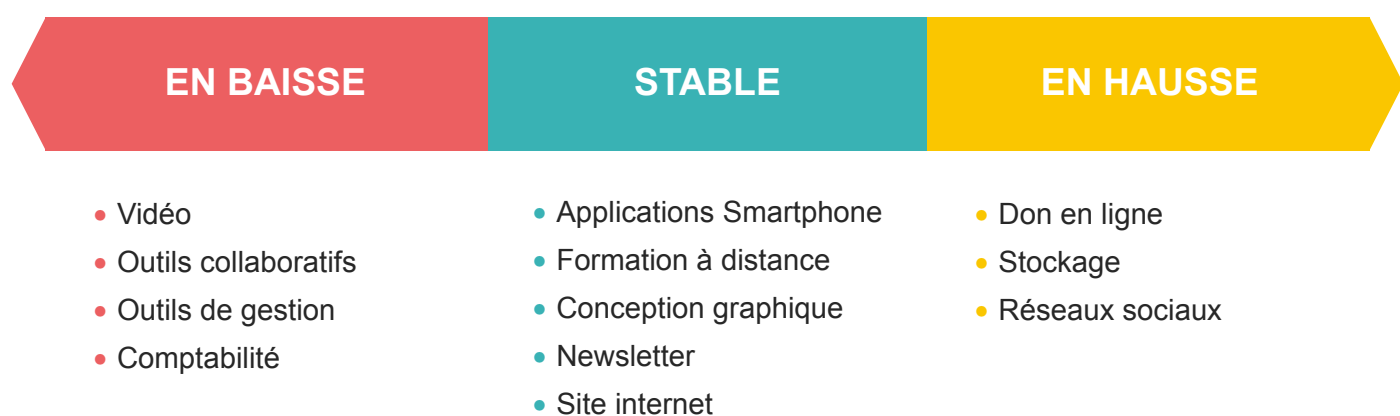 EN BAISSE
STABLE
EN HAUSSE
Vidéo
Outils collaboratifs
Outils de gestion
Comptabilité
Applications Smartphone
Formation à distance
Conception graphique
Newsletter
Site internet
Don en ligne
Stockage
Réseaux sociaux